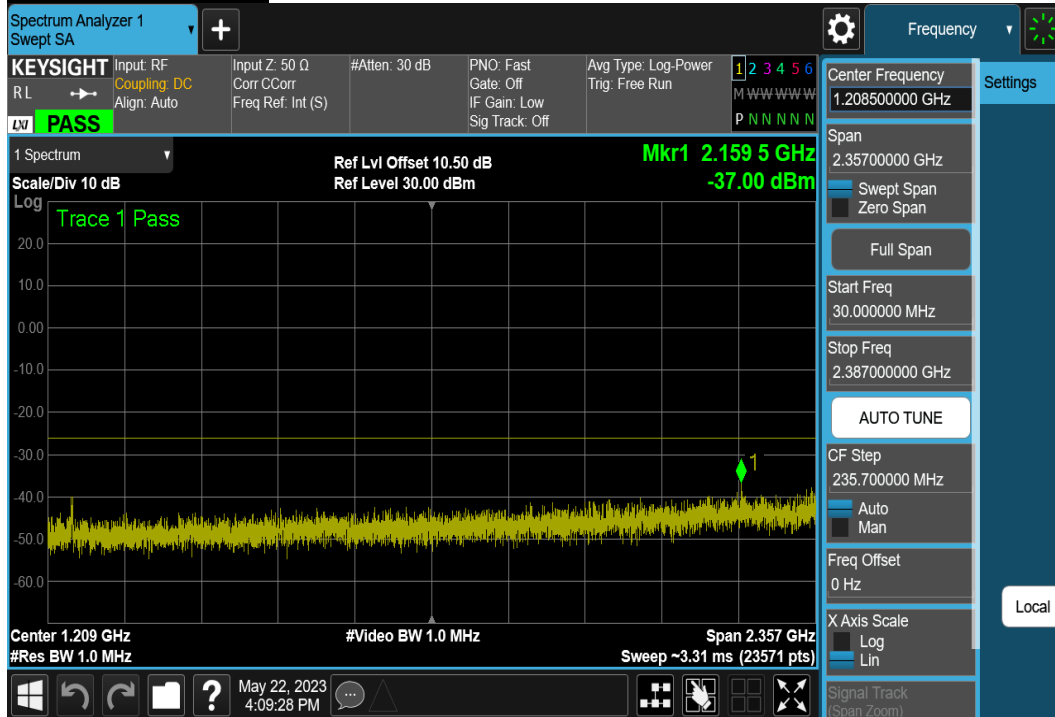 Spectrum Analyzer 1
Swept SA
Frequency
KEYSIGHT
RL
LXI PASS
Input: RF
Coupling: DC
Align: Auto
Input Z: 50 Ω
Corr CCorr
Freq Ref: Int (S)
#Atten: 30 dB
PNO: Fast
Gate: Off
IF Gain: Low
Sig Track: Off
Avg Type: Log-Power
Trig: Free Run
1 2 3 4 5 6
M W W W W W
P N N N N N
Center Frequency
1.208500000 GHz
Settings
Span
2.35700000 GHz
Swept Span
Zero Span
Full Span
Start Freq
30.000000 MHz
Stop Freq
2.387000000 GHz
AUTO TUNE
CF Step
235.700000 MHz
Auto
Man
Freq Offset
0 Hz
X Axis Scale
Log
Lin
Signal Track
(Span Zoom)
Local
1 Spectrum
Scale/Div 10 dB
Ref Lvl Offset 10.50 dB
Ref Level 30.00 dBm
Mkr1 2.159 5 GHz
-37.00 dBm
Log
Trace 1 Pass
20.0
10.0
0.00
-10.0
-20.0
-30.0
1
-40.0
-50.0
-60.0
Center 1.209 GHz
#Video BW 1.0 MHz
Span 2.357 GHz
#Res BW 1.0 MHz
Sweep ~3.31 ms (23571 pts)
?
May 22, 2023
4:09:28 PM